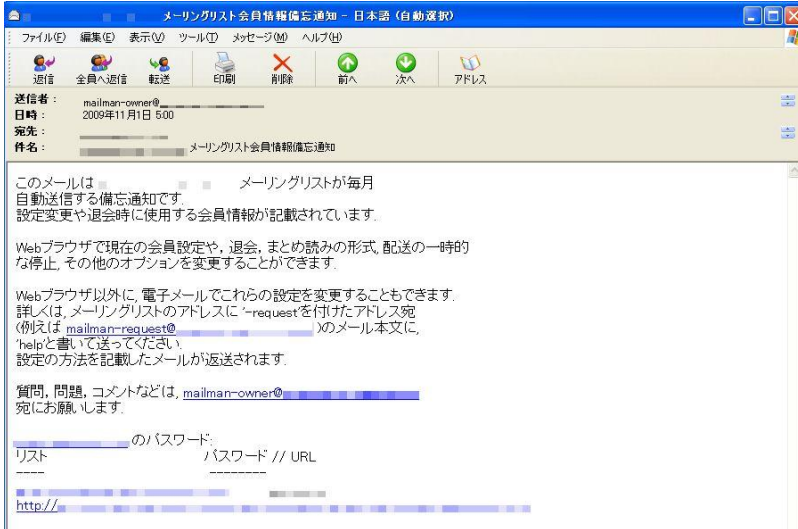 メーリングリスト会員情報備忘通知 - 日本語 (自動選択)
ファイル(F) 編集(E) 表示(V) ツール(T) メッセージ(M) ヘルプ(H)
返信 全員へ返信 転送 印刷 削除 前へ 次へ アドレス
送信者: mailman-owner@
日時: 2009年11月1日 5:00
宛先:
件名: メーリングリスト会員情報備忘通知
このメールは メーリングリストが毎月
自動送信する備忘通知です.
設定変更や退会時に使用する会員情報が記載されています.
Webブラウザで現在の会員設定や, 退会, まとめ読みの形式, 配送の一時的
な停止, その他のオプションを変更することができます.
Webブラウザ以外に, 電子メールでこれらの設定を変更することもできます.
詳しくは, メーリングリストのアドレスに '-request'を付けたアドレス宛
(例えば mailman-request@ )のメール本文に,
'help'と書いて送ってください.
設定の方法を記載したメールが返送されます.
質問, 問題, コメントなどは, mailman-owner@
宛にお願いします.
のパスワード:
リスト パスワード // URL
---- --------
http://